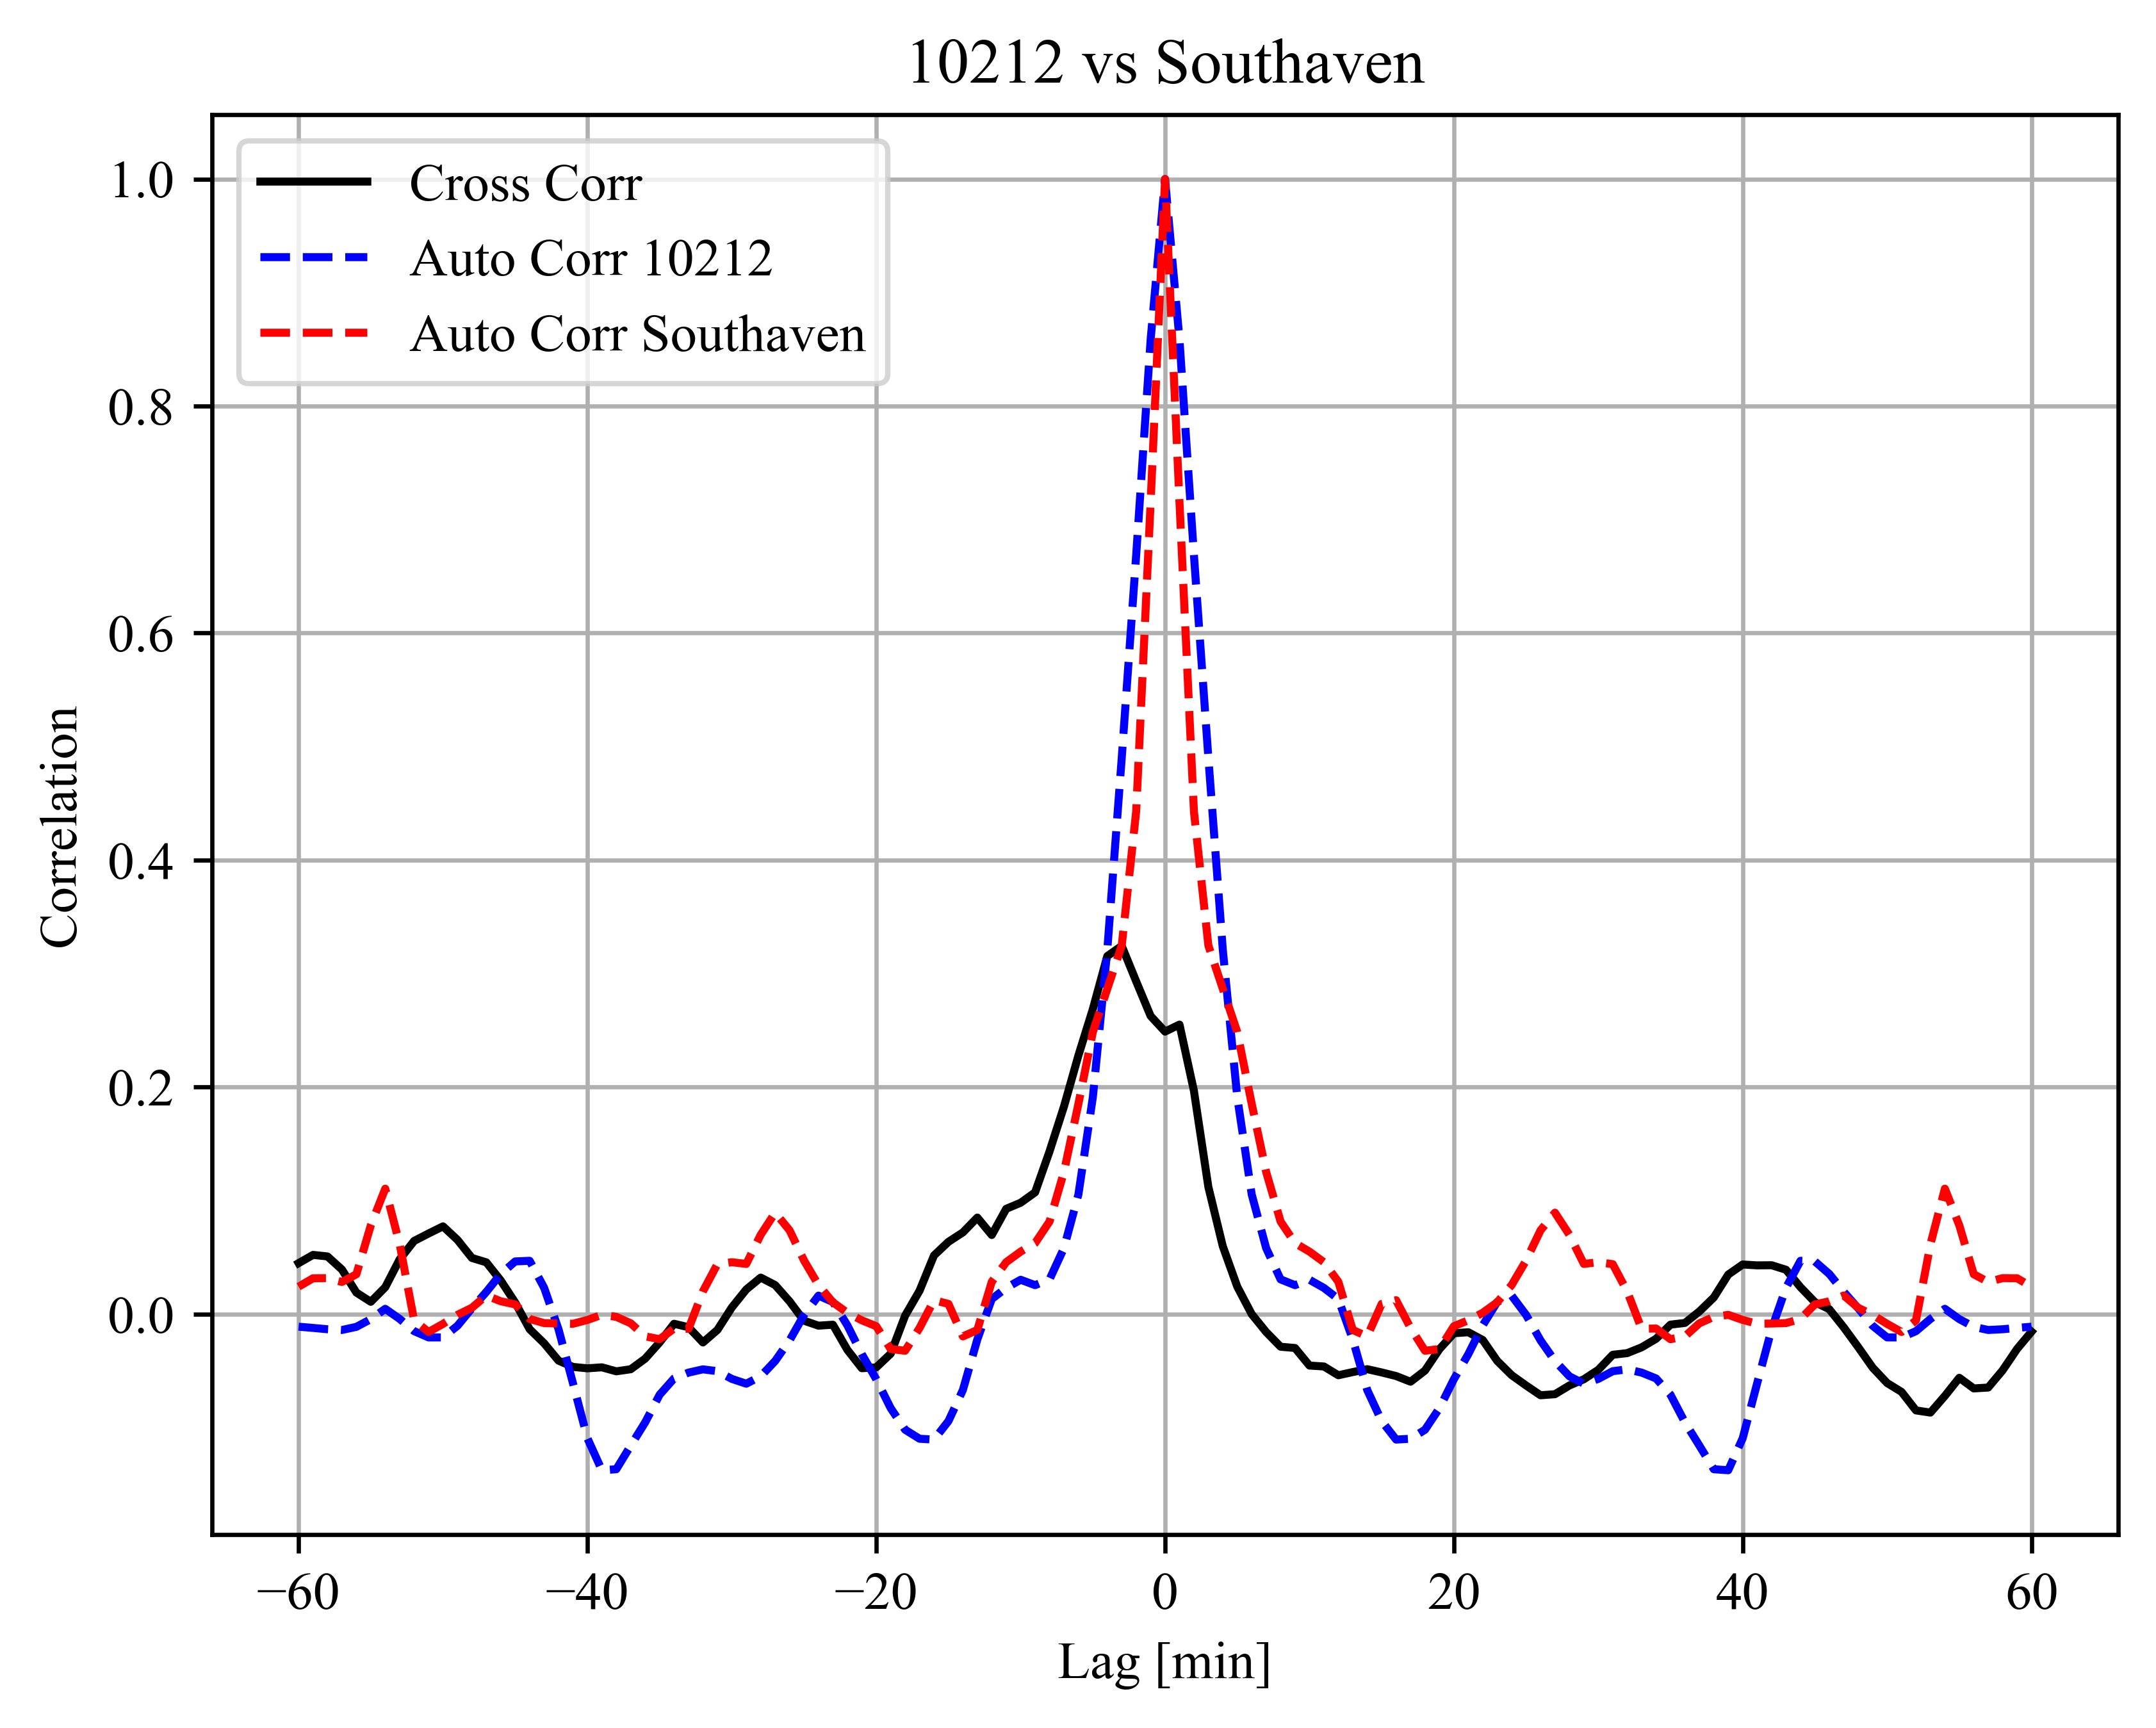 10212 vs Southaven
Cross Corr
Auto Corr 10212
Auto Corr Southaven
1.0
0.8
0.6
0.4
0.2
0.0
Correlation
−60 −40 −20 0 20 40 60
Lag [min]